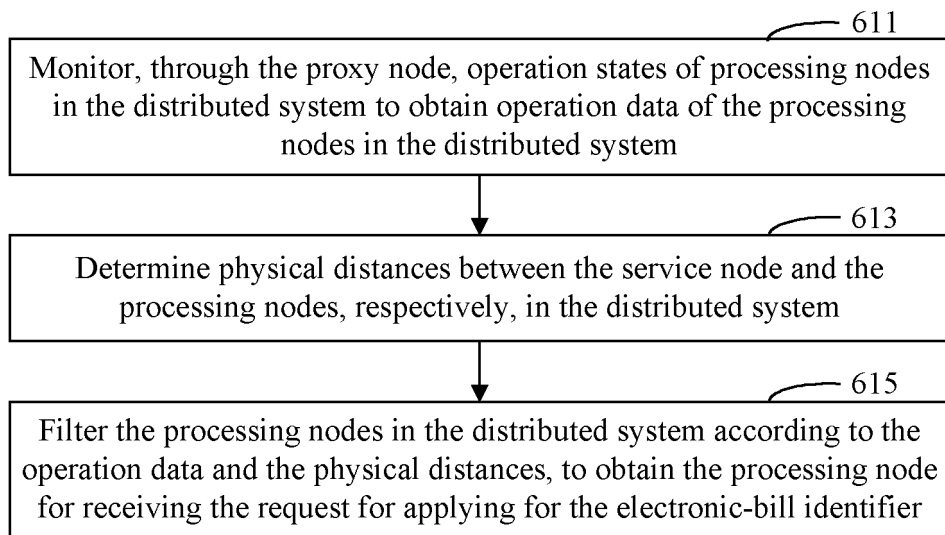 611
Monitor, through the proxy node, operation states of processing nodes
in the distributed system to obtain operation data of the processing
nodes in the distributed system
613
Determine physical distances between the service node and the
processing nodes, respectively, in the distributed system
615
Filter the processing nodes in the distributed system according to the
operation data and the physical distances, to obtain the processing node
for receiving the request for applying for the electronic-bill identifier